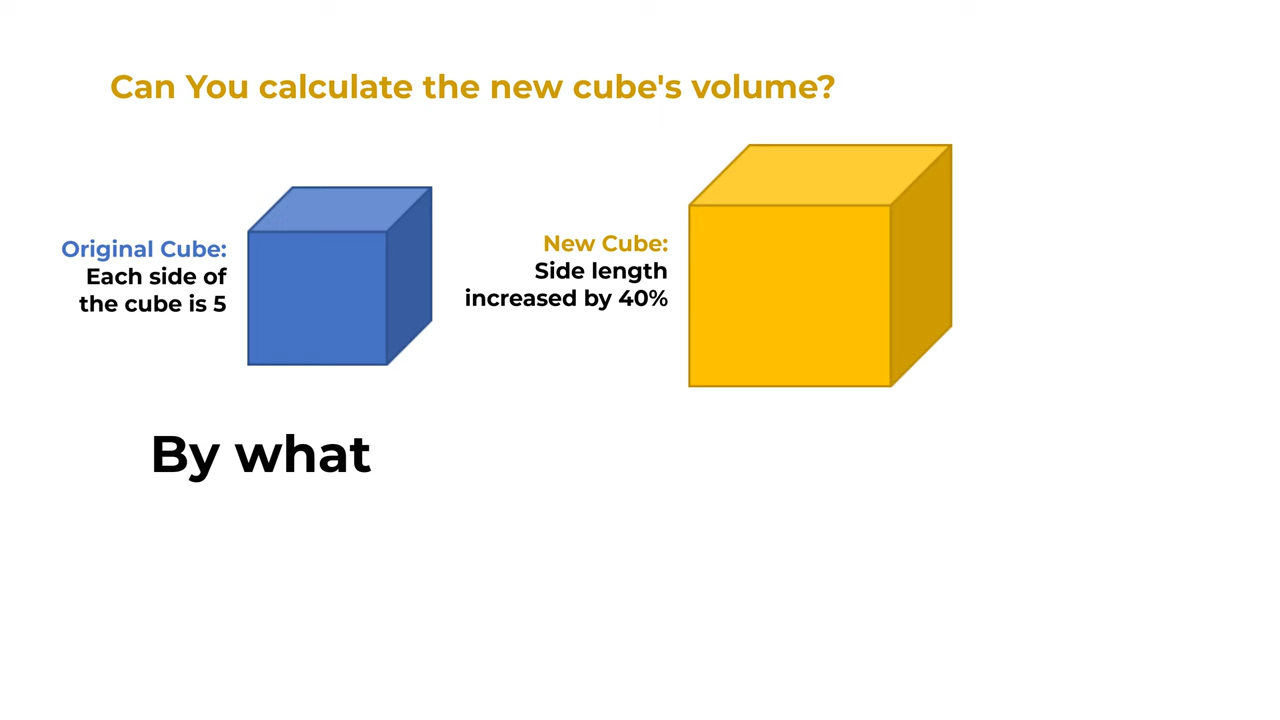 Can You calculate the new cube's volume?
Original Cube:
Each side of
the cube is 5
New Cube:
Side length
increased by 40%
By what